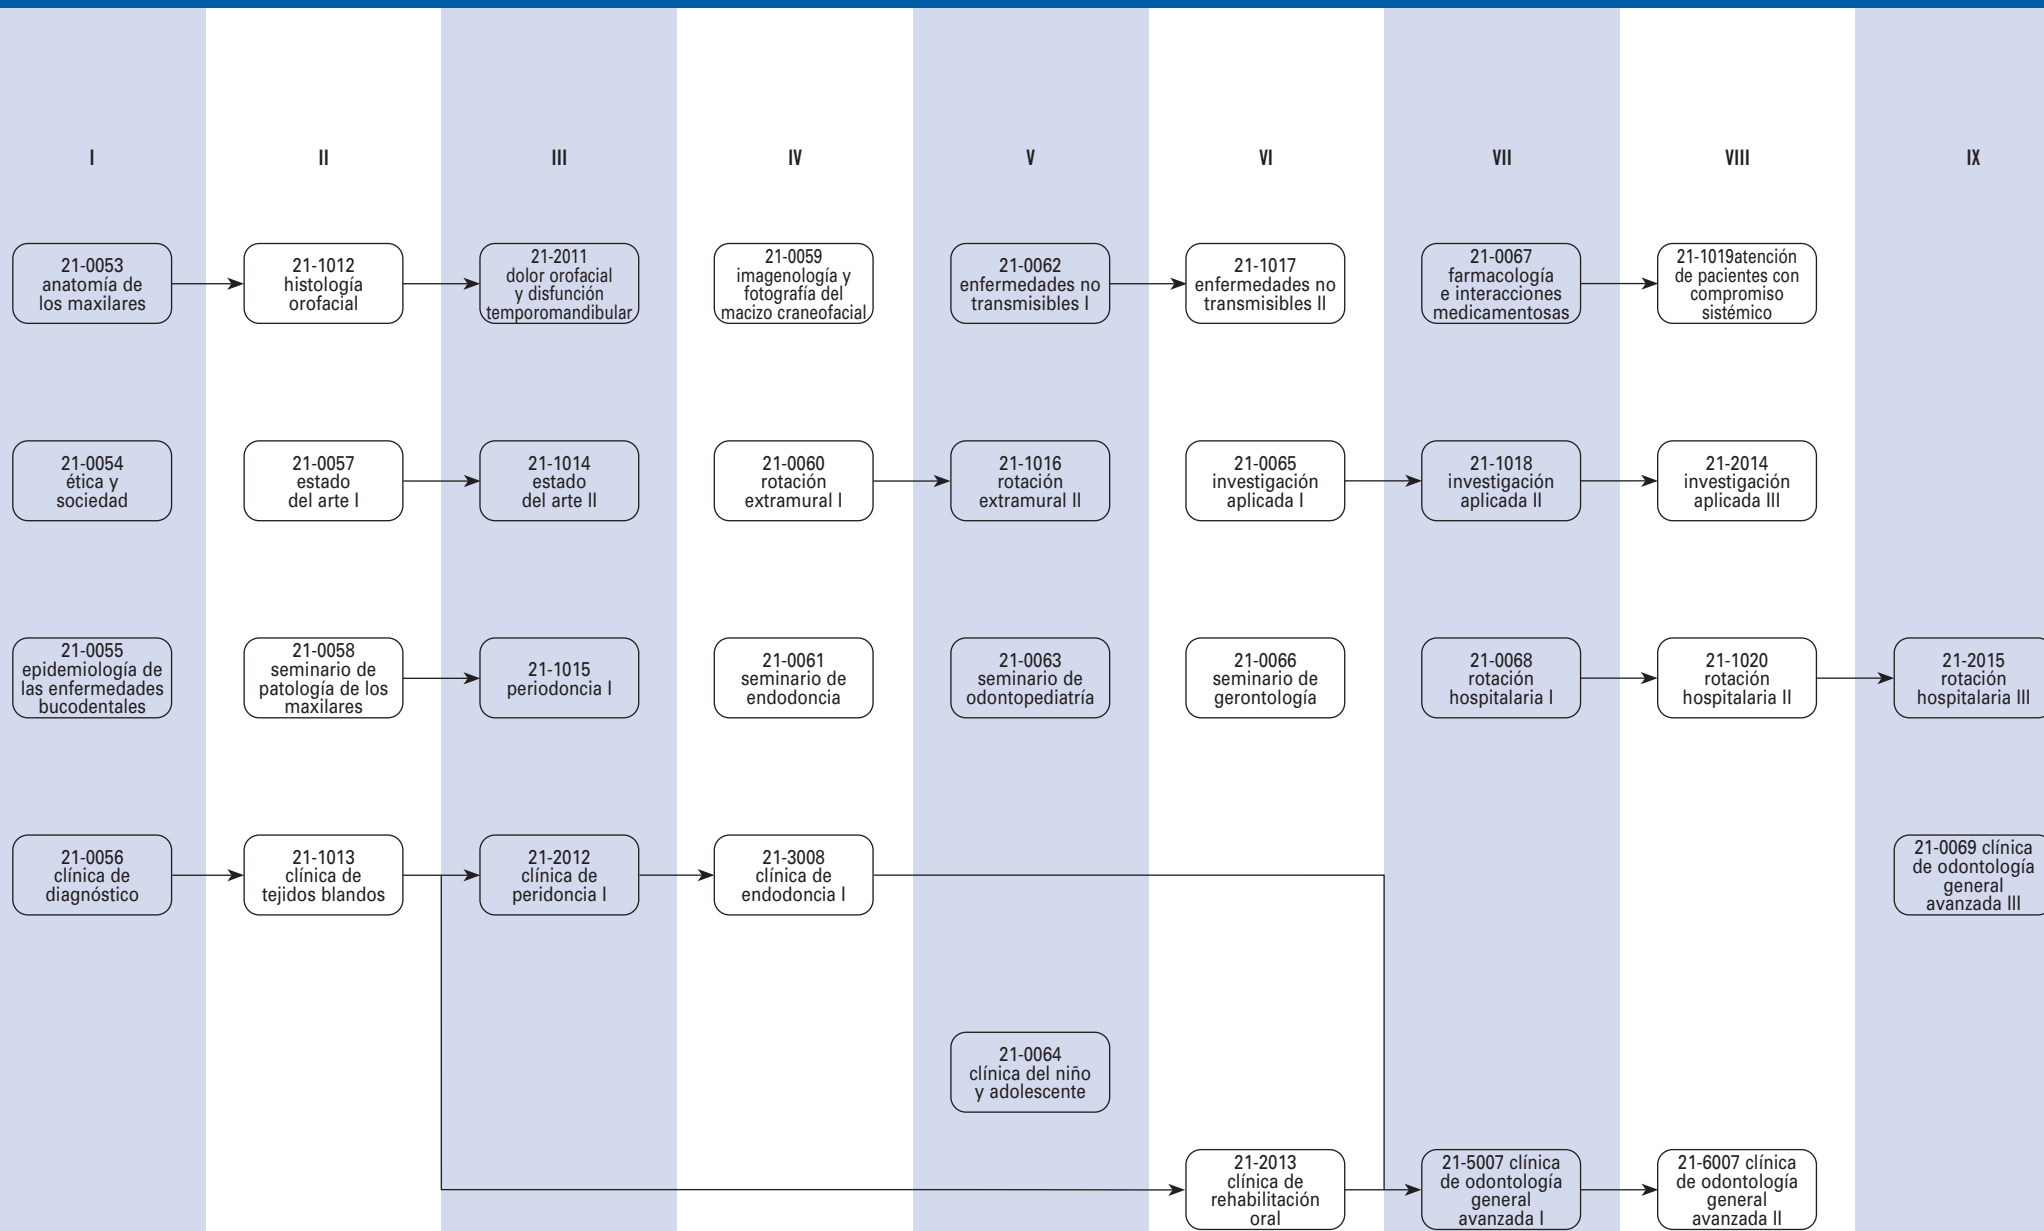 I
II
III
IV
V
VI
VII
VIII
IX
21-0053
anatomía de
los maxilares
21-1012
histología
orofacial
21-2011
dolor orofacial
y disfunción
temporomandibular
21-0059
imagenología y
fotografía del
macizo craneofacial
21-0062
enfermedades no
transmisibles I
21-1017
enfermedades no
transmisibles II
21-0067
farmacología
e interacciones
medicamentosas
21-1019atención
de pacientes con
compromiso
sistémico
21-0054
ética y
sociedad
21-0057
estado
del arte I
21-1014
estado
del arte II
21-0060
rotación
extramural I
21-1016
rotación
extramural II
21-0065
investigación
aplicada I
21-1018
investigación
aplicada II
21-2014
investigación
aplicada III
21-0055
epidemiología de
las enfermedades
bucodentales
21-0058
seminario de
patología de los
maxilares
21-1015
periodoncia I
21-0061
seminario de
endodoncia
21-0063
seminario de
odontopediatría
21-0066
seminario de
gerontología
21-0068
rotación
hospitalaria I
21-1020
rotación
hospitalaria II
21-2015
rotación
hospitalaria III
21-0056
clínica de
diagnóstico
21-1013
clínica de
tejidos blandos
21-2012
clínica de
peridoncia I
21-3008
clínica de
endodoncia I
21-0069 clínica
de odontología
general
avanzada III
21-0064
clínica del niño
y adolescente
21-2013
clínica de
rehabilitación
oral
21-5007 clínica
de odontología
general
avanzada I
21-6007 clínica
de odontología
general
avanzada II